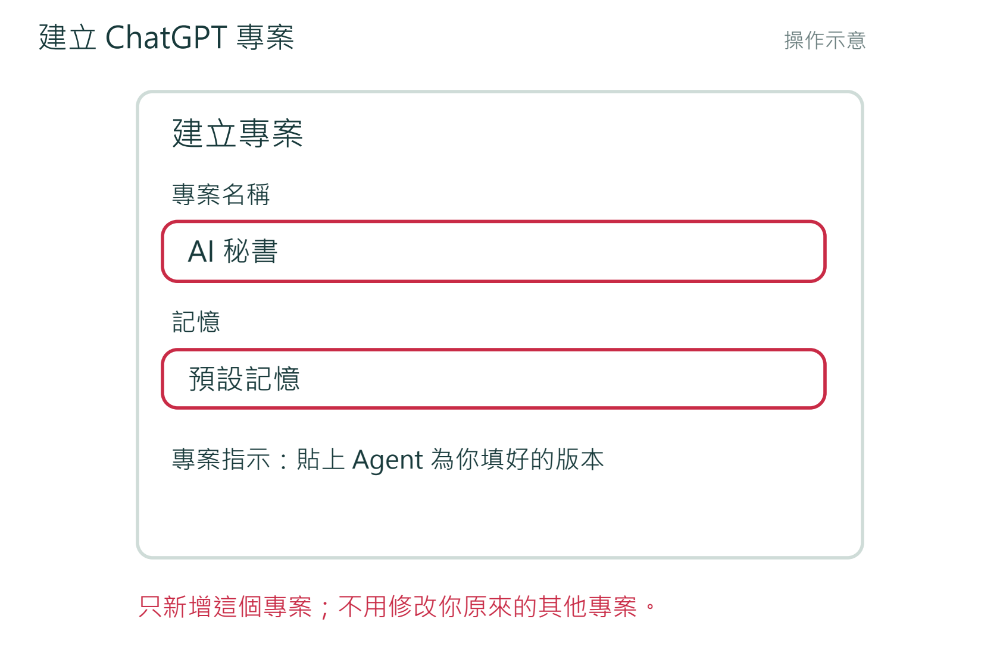 建立 ChatGPT 專案
操作示意
建立專案
專案名稱
AI 秘書
記憶
預設記憶
專案指示：貼上 Agent 為你填好的版本
只新增這個專案；不用修改你原來的其他專案。